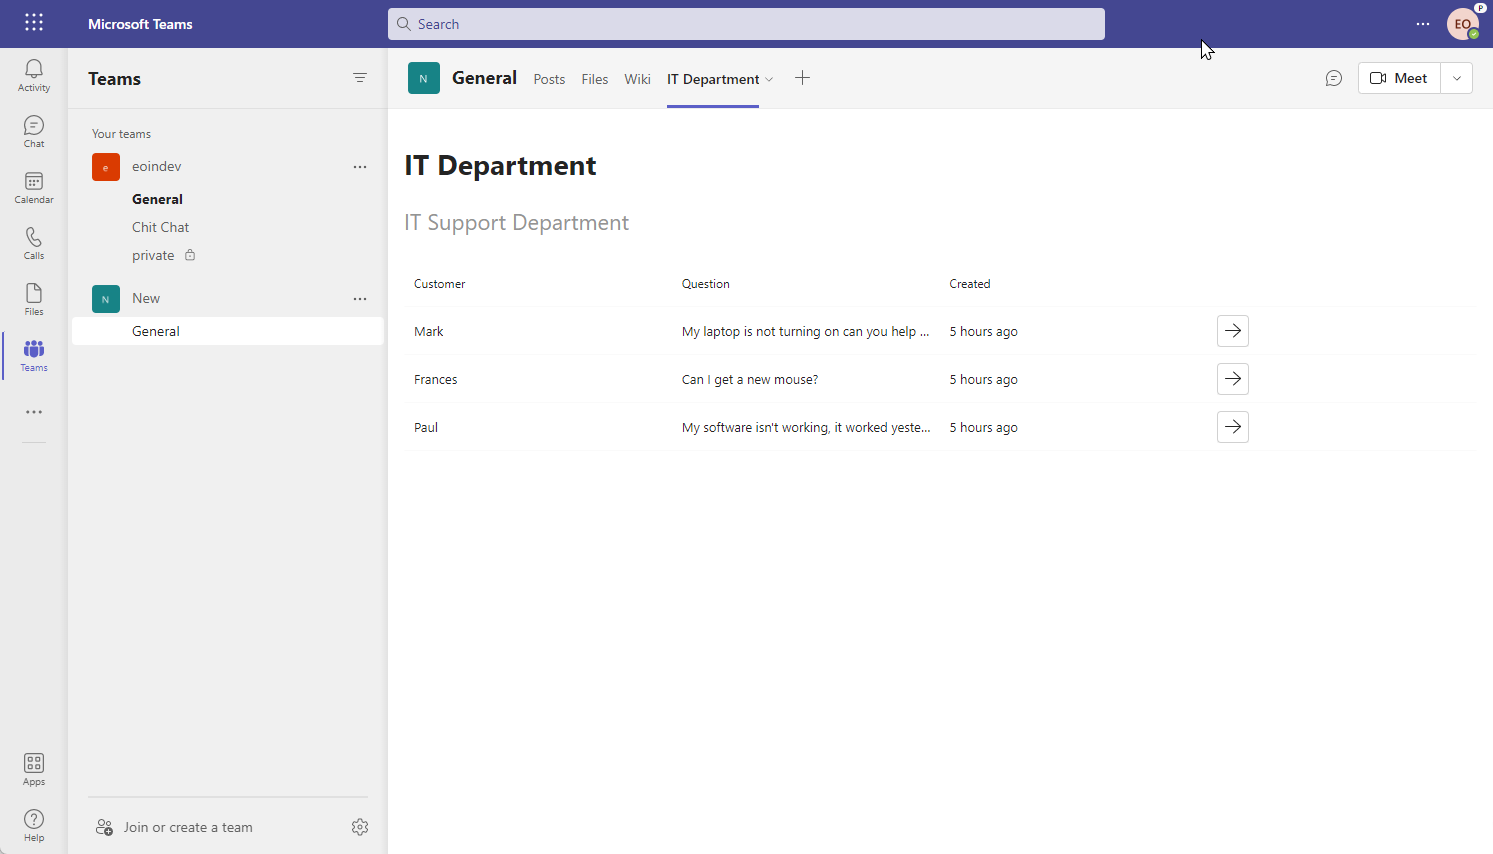 Microsoft Teams
Search
EO
P
Activity
Chat
Calendar
Calls
Files
Teams
Apps
Help
Teams
Your teams
e eoindev
General
Chit Chat
private
N New
General
Join or create a team
N General Posts Files Wiki IT Department
Meet
IT Department
IT Support Department
Customer Question Created
Mark My laptop is not turning on can you help ... 5 hours ago
Frances Can I get a new mouse? 5 hours ago
Paul My software isn't working, it worked yeste... 5 hours ago